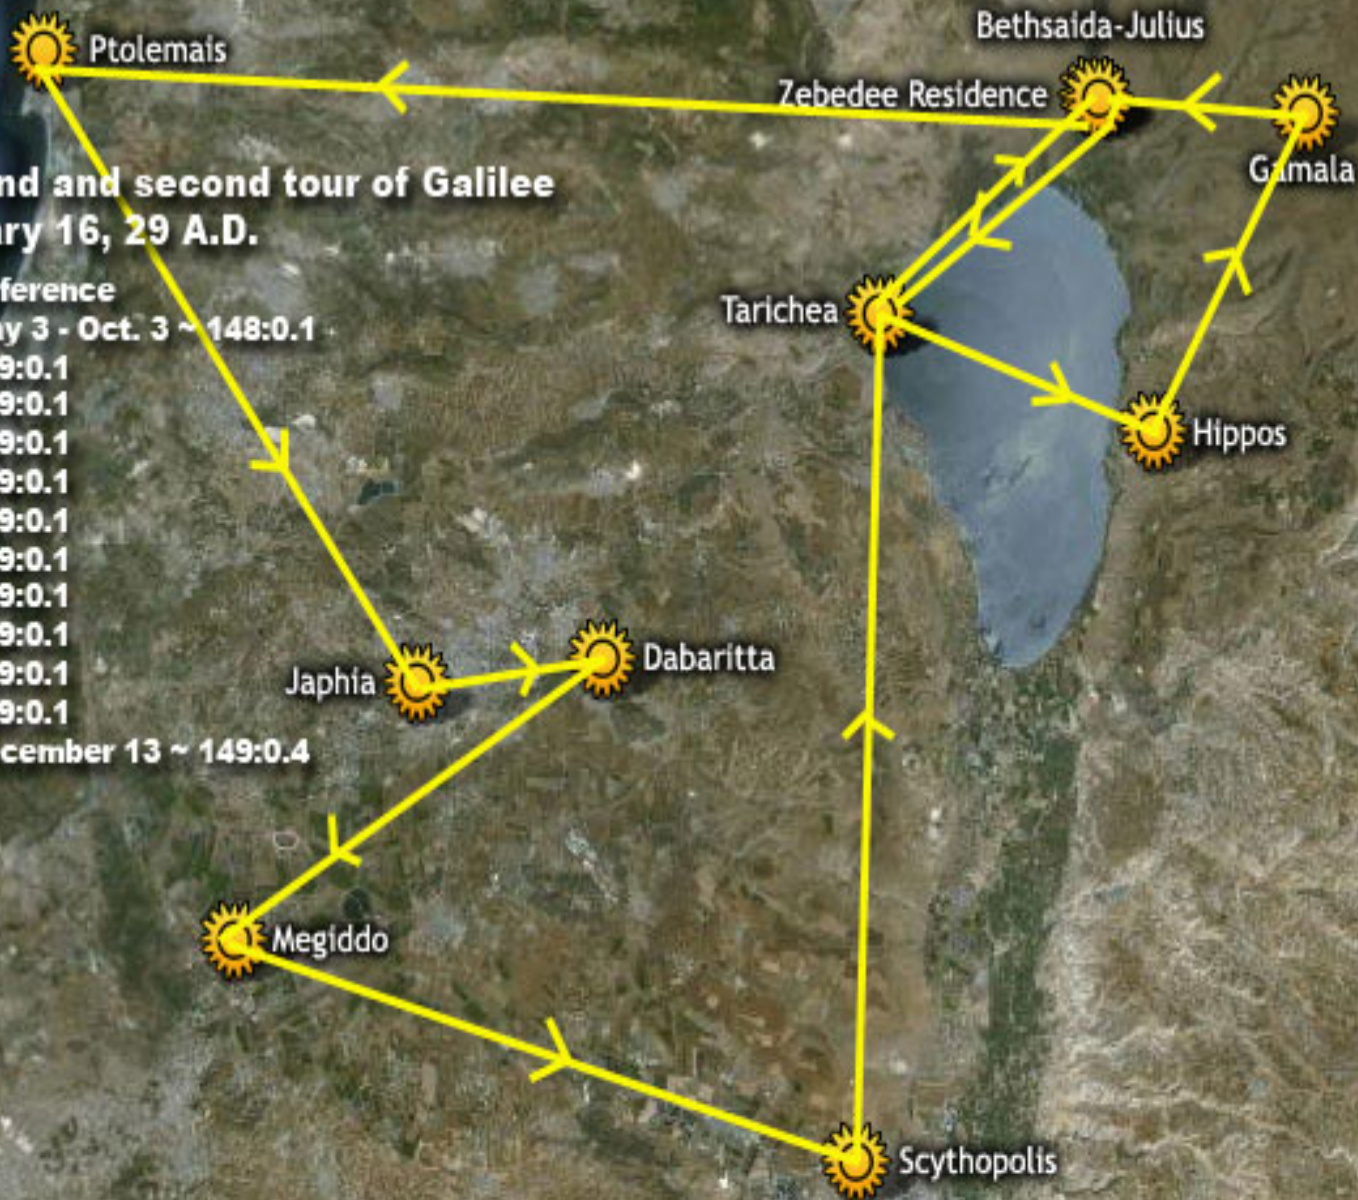 Bethsaida-Julius
Ptolemais
Zebedee Residence
Gamala
nd and second tour of Galilee
ry 16, 29 A.D.
ference
y 3 - Oct. 3 ~ 148:0.1
Tarichea
9:0.1
9:0.1
9:0.1
Hippos
9:0.1
9:0.1
9:0.1
9:0.1
9:0.1
Dabaritta
9:0.1
Japhia
9:0.1
cember 13 ~ 149:0.4
Megiddo
Scythopolis